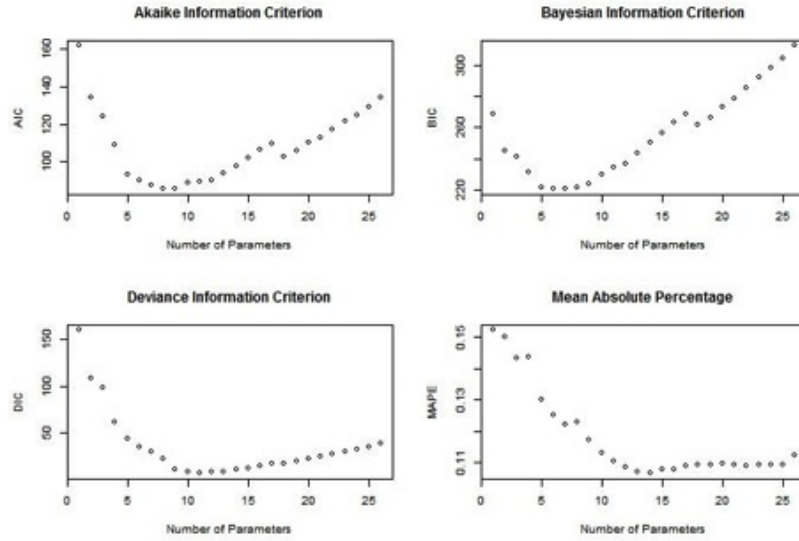 Akaike Information Criterion
AIC
160
140
120
100
0 5 10 15 20 25
Number of Parameters
Bayesian Information Criterion
BIC
300
260
220
0 5 10 15 20 25
Number of Parameters
Deviance Information Criterion
DIC
150
100
50
0 5 10 15 20 25
Number of Parameters
Mean Absolute Percentage
MAPE
0.15
0.13
0.11
0 5 10 15 20 25
Number of Parameters